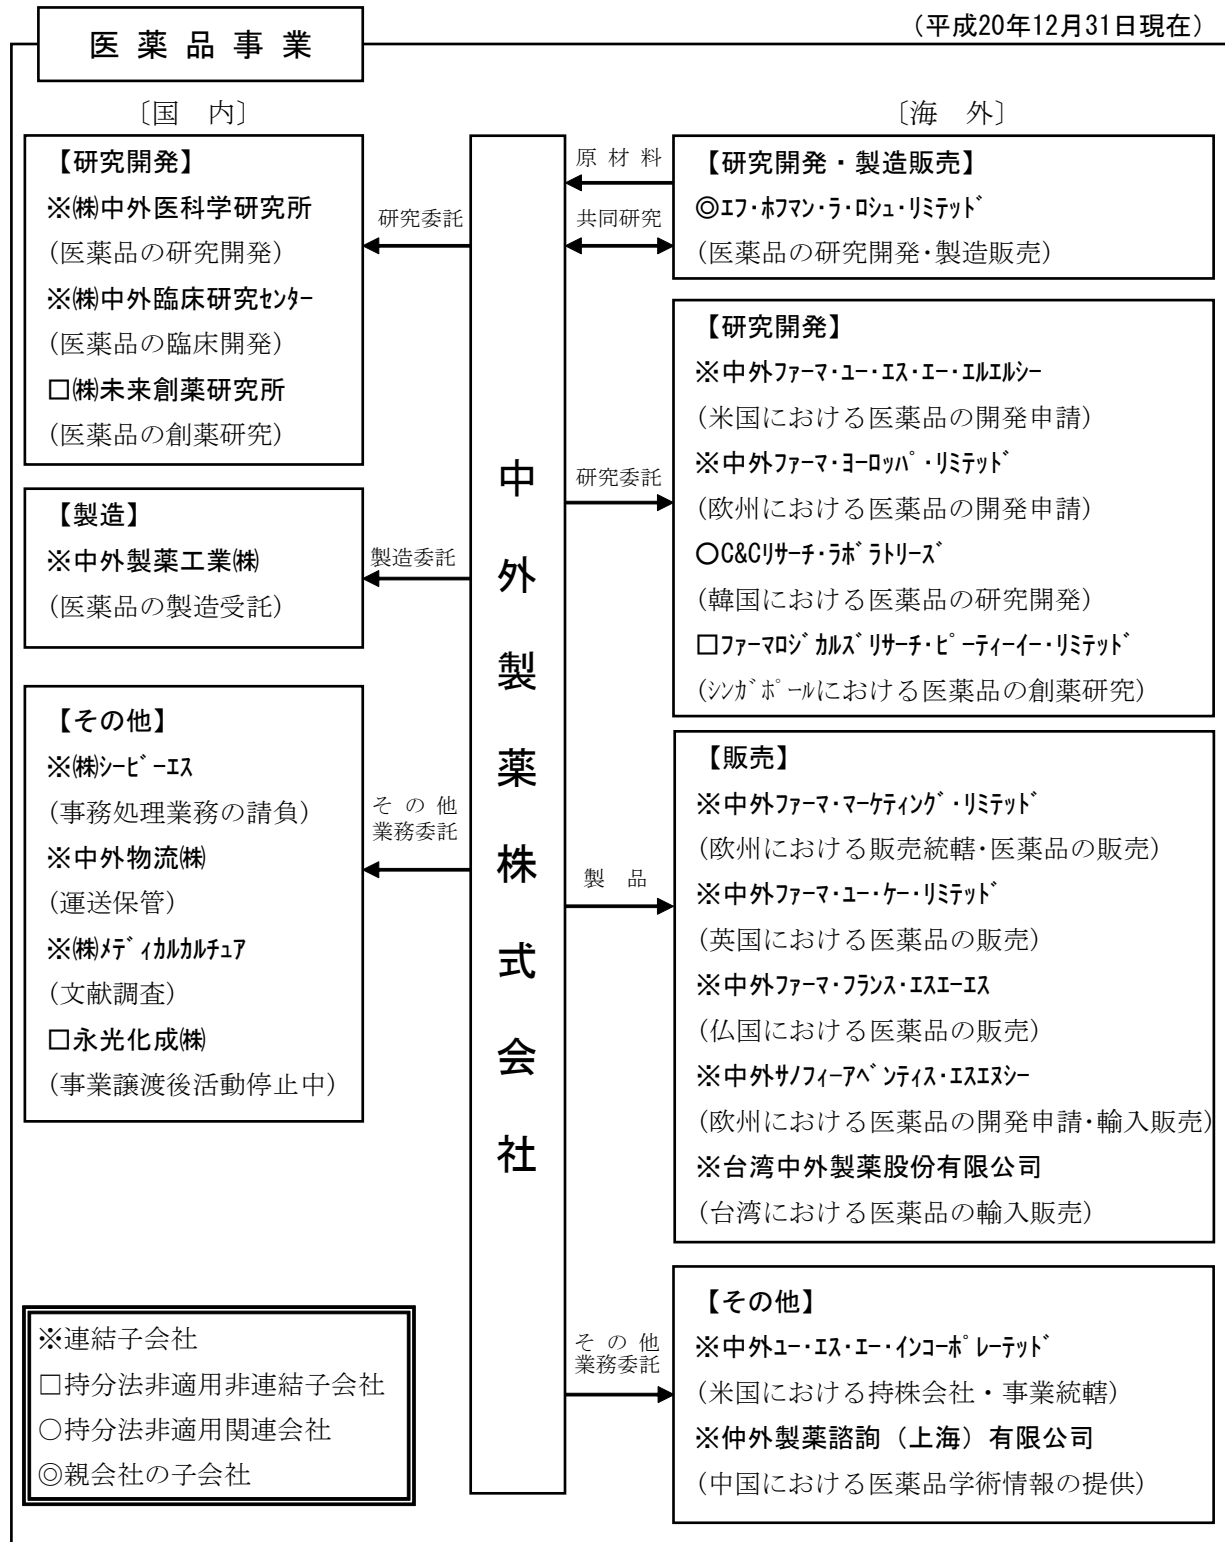 医薬品事業
（平成20年12月31日現在）
〔国　内〕
【研究開発】
※㈱中外医科学研究所
（医薬品の研究開発）
※㈱中外臨床研究ｾﾝﾀｰ
（医薬品の臨床開発）
□㈱未来創薬研究所
（医薬品の創薬研究）
研究委託
【製造】
※中外製薬工業㈱
（医薬品の製造受託）
製造委託
【その他】
※㈱ｼｰﾋﾞｰｴｽ
（事務処理業務の請負）
※中外物流㈱
（運送保管）
※㈱ﾒﾃﾞｨｶﾙｶﾙﾁｭｱ
（文献調査）
□永光化成㈱
（事業譲渡後活動停止中）
その他
業務委託
※連結子会社
□持分法非適用非連結子会社
○持分法非適用関連会社
◎親会社の子会社
中外製薬株式会社
〔海　外〕
原材料
共同研究
【研究開発・製造販売】
◎ｴﾌ･ﾎﾌﾏﾝ･ﾗ･ﾛｼｭ･ﾘﾐﾃｯﾄﾞ
（医薬品の研究開発･製造販売）
研究委託
【研究開発】
※中外ﾌｧｰﾏ･ﾕｰ･ｴｽ･ｴｰ･ｴﾙｴﾙｼｰ
（米国における医薬品の開発申請）
※中外ﾌｧｰﾏ･ﾖｰﾛｯﾊﾟ･ﾘﾐﾃｯﾄﾞ
（欧州における医薬品の開発申請）
○C&Cﾘｻｰﾁ･ﾗﾎﾞﾗﾄﾘｰｽﾞ
（韓国における医薬品の研究開発）
□ﾌｧｰﾏﾛｼﾞｶﾙｽﾞﾘｻｰﾁ･ﾋﾟｰﾃｨｰｲｰ･ﾘﾐﾃｯﾄﾞ
（ｼﾝｶﾞﾎﾟｰﾙにおける医薬品の創薬研究）
製　品
【販売】
※中外ﾌｧｰﾏ･ﾏｰｹﾃｨﾝｸﾞ･ﾘﾐﾃｯﾄﾞ
（欧州における販売統轄･医薬品の販売）
※中外ﾌｧｰﾏ･ﾕｰ･ｹｰ･ﾘﾐﾃｯﾄﾞ
（英国における医薬品の販売）
※中外ﾌｧｰﾏ･ﾌﾗﾝｽ･ｴｽｴｰｴｽ
（仏国における医薬品の販売）
※中外ｻﾉﾌｨｰｱﾍﾞﾝﾃｨｽ･ｴｽｴﾇｼｰ
（欧州における医薬品の開発申請･輸入販売）
※台湾中外製薬股份有限公司
（台湾における医薬品の輸入販売）
その他
業務委託
【その他】
※中外ﾕｰ･ｴｽ･ｴｰ･ｲﾝｺｰﾎﾟﾚｰﾃｯﾄﾞ
（米国における持株会社・事業統轄）
※仲外製薬諮詢（上海）有限公司
（中国における医薬品学術情報の提供）